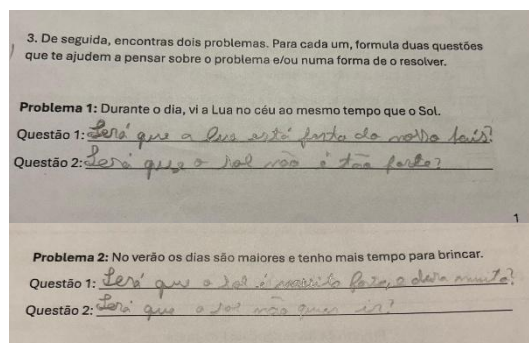 3. De seguida, encontras dois problemas. Para cada um, formula duas questões
que te ajudem a pensar sobre o problema e/ou numa forma de o resolver.
Problema 1: Durante o dia, vi a Lua no céu ao mesmo tempo que o Sol.
Questão 1: Será que a lua está perto do nosso país?
Questão 2: Será que o sol não é tão forte?
1
Problema 2: No verão os dias são maiores e tenho mais tempo para brincar.
Questão 1: Será que o sol é muito forte, e dura muito?
Questão 2: Será que o sol não quer ir?